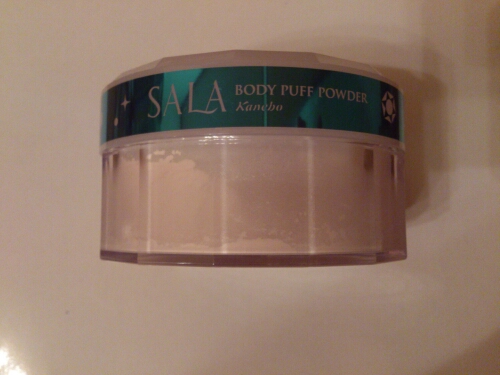 SALA BODY PUFF POWDER
Kanebo